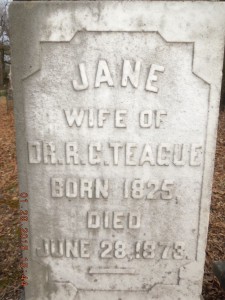 JANE
WIFE OF
DR. R. C. TEAGUE
BORN 1825
DIED
JUNE 28, 1873.